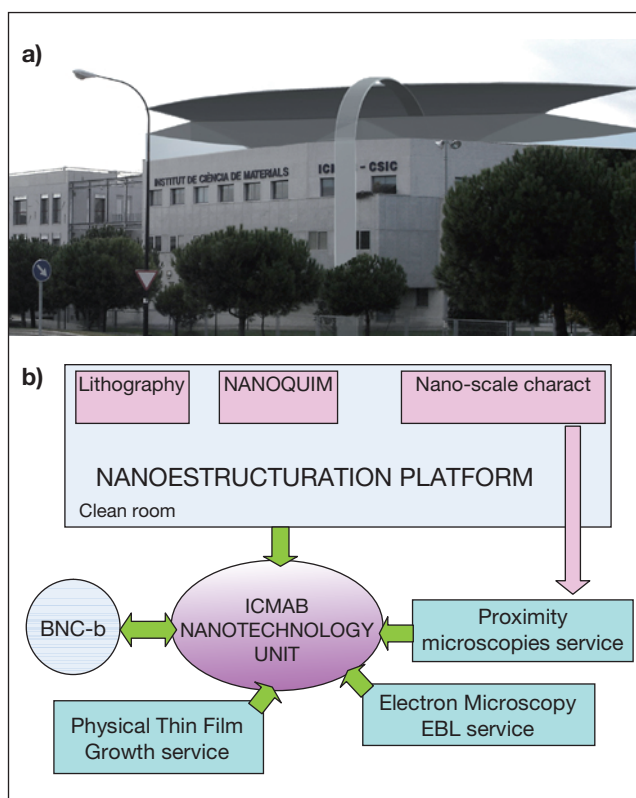 a)
INSTITUT DE CIÈNCIA DE MATERIALS
- CSIC
b)
Lithography
NANOQUIM
Nano-scale charact
NANOESTRUCTURATION PLATFORM
Clean room
BNC-b
ICMAB
NANOTECHNOLOGY
UNIT
Proximity
microscopies service
Physical Thin Film
Growth service
Electron Microscopy
EBL service